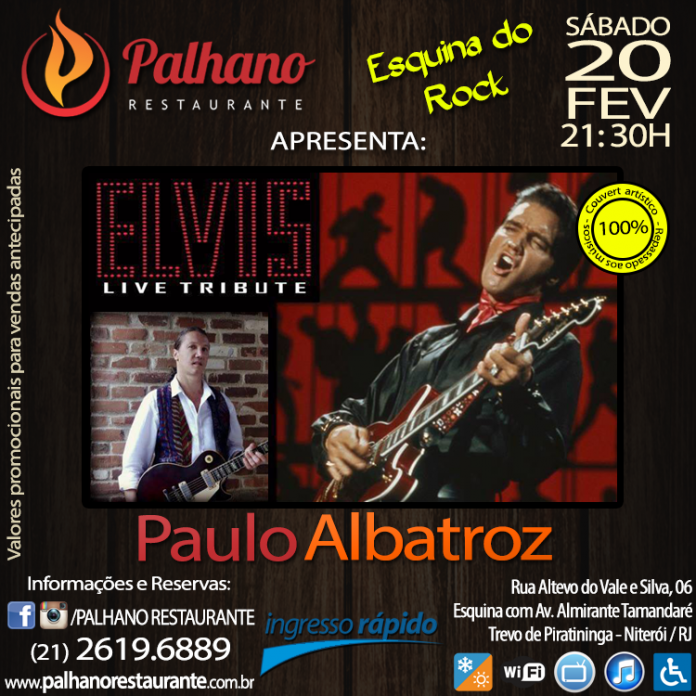 Palhano
RESTAURANTE
Esquina do
Rock
SÁBADO
20
FEV
21:30H
APRESENTA:
Valores promocionais para vendas antecipadas
ELVIS
LIVE TRIBUTE
Couvert artístico -
100%
Repassado aos músicos -
Paulo Albatroz
Informações e Reservas:
f /PALHANO RESTAURANTE
(21) 2619.6889
www.palhanorestaurante.com.br
ingresso rápido
Rua Altevo do Vale e Silva, 06
Esquina com Av. Almirante Tamandaré
Trevo de Piratininga - Niterói / RJ
WiFi